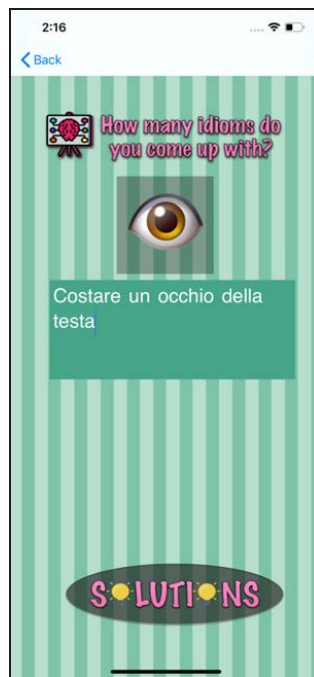 2:16
Back
How many idioms do
you come up with?
Costare un occhio della
testa
SOLUTIONS